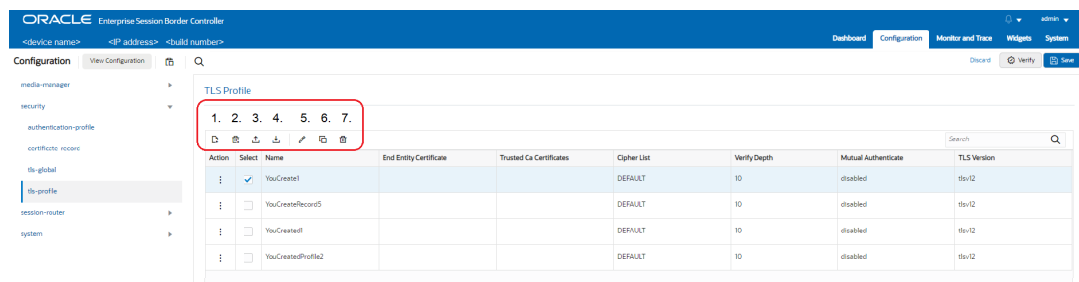 ORACLE Enterprise Session Border Controller
admin
<device name> <IP address> <build number>
Dashboard Configuration Monitor and Trace Widgets System
Configuration View Configuration Discard Verify Save
media-manager
security
authentication-profile
certificate-record
tls-global
tls-profile
session-router
system
TLS Profile
1. 2. 3. 4. 5. 6. 7.
Search
Action Select Name End Entity Certificate Trusted Ca Certificates Cipher List Verify Depth Mutual Authenticate TLS Version
YouCreate1 DEFAULT 10 disabled tlsv12
YouCreateRecord5 DEFAULT 10 disabled tlsv12
YouCreated1 DEFAULT 10 disabled tlsv12
YouCreatedProfile2 DEFAULT 10 disabled tlsv12